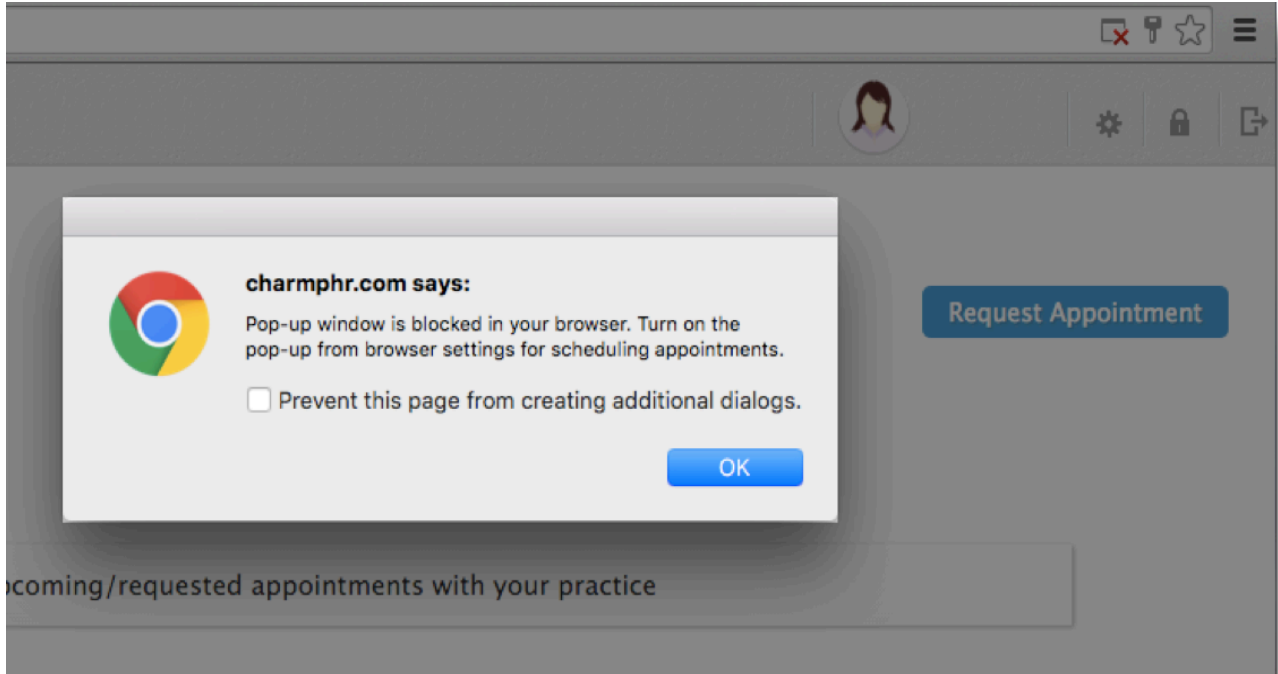 charmphr.com says:
Pop-up window is blocked in your browser. Turn on the
pop-up from browser settings for scheduling appointments.
Prevent this page from creating additional dialogs.
OK
Request Appointment
pcoming/requested appointments with your practice